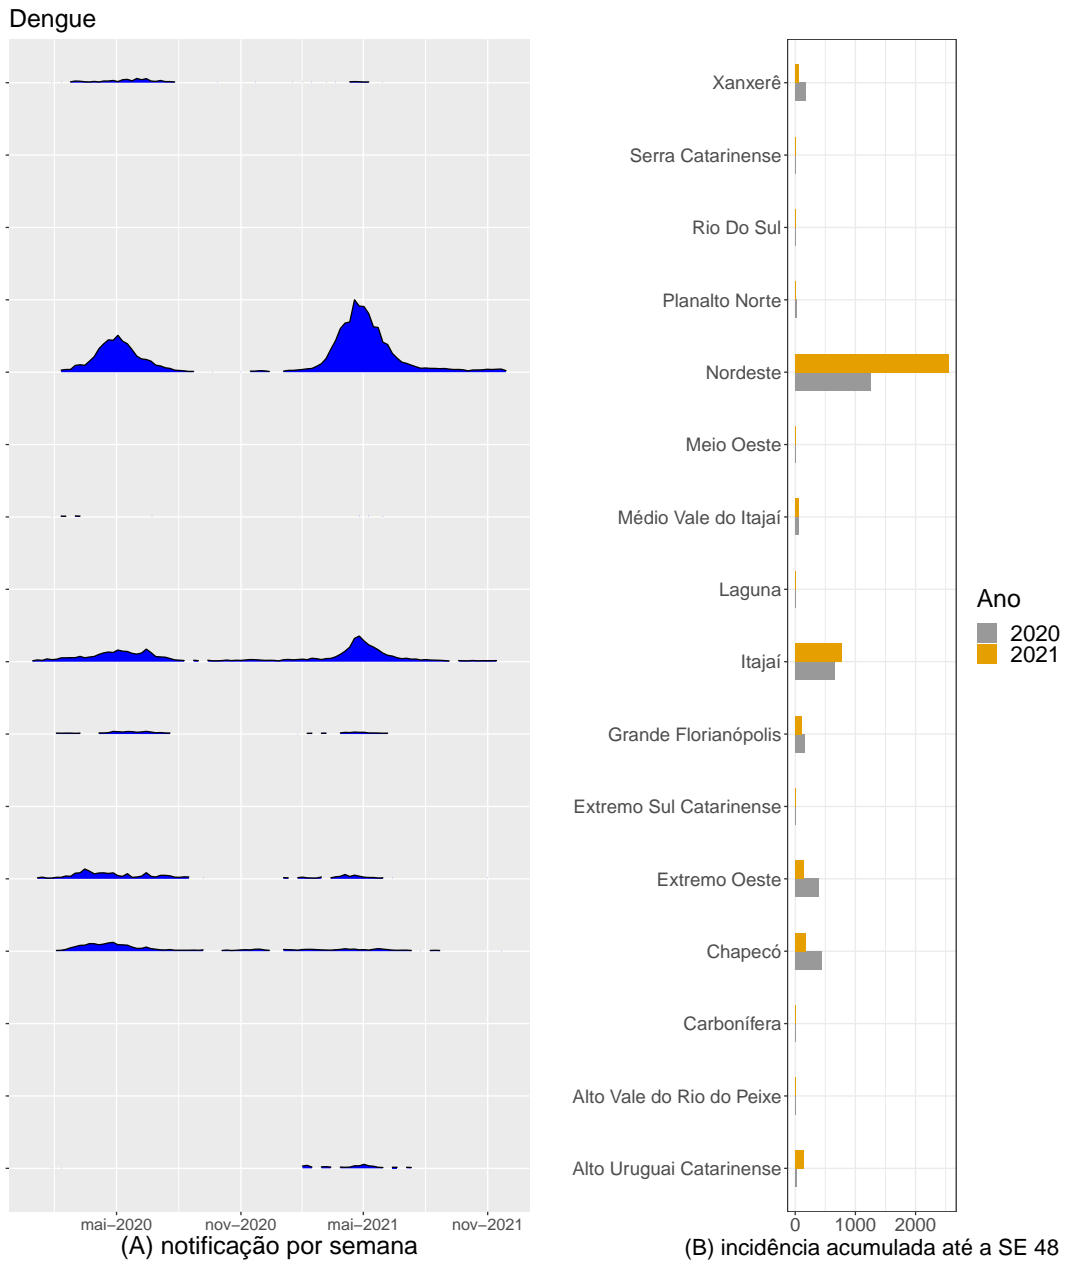 Dengue
Xanxerê
Serra Catarinense
Rio Do Sul
Planalto Norte
Nordeste
Meio Oeste
Médio Vale do Itajaí
Laguna
Itajaí
Grande Florianópolis
Extremo Sul Catarinense
Extremo Oeste
Chapecó
Carbonífera
Alto Vale do Rio do Peixe
Alto Uruguai Catarinense
Ano
2020
2021
mai–2020 nov–2020 mai–2021 nov–2021
(A) notificação por semana
0 1000 2000
(B) incidência acumulada até a SE 48